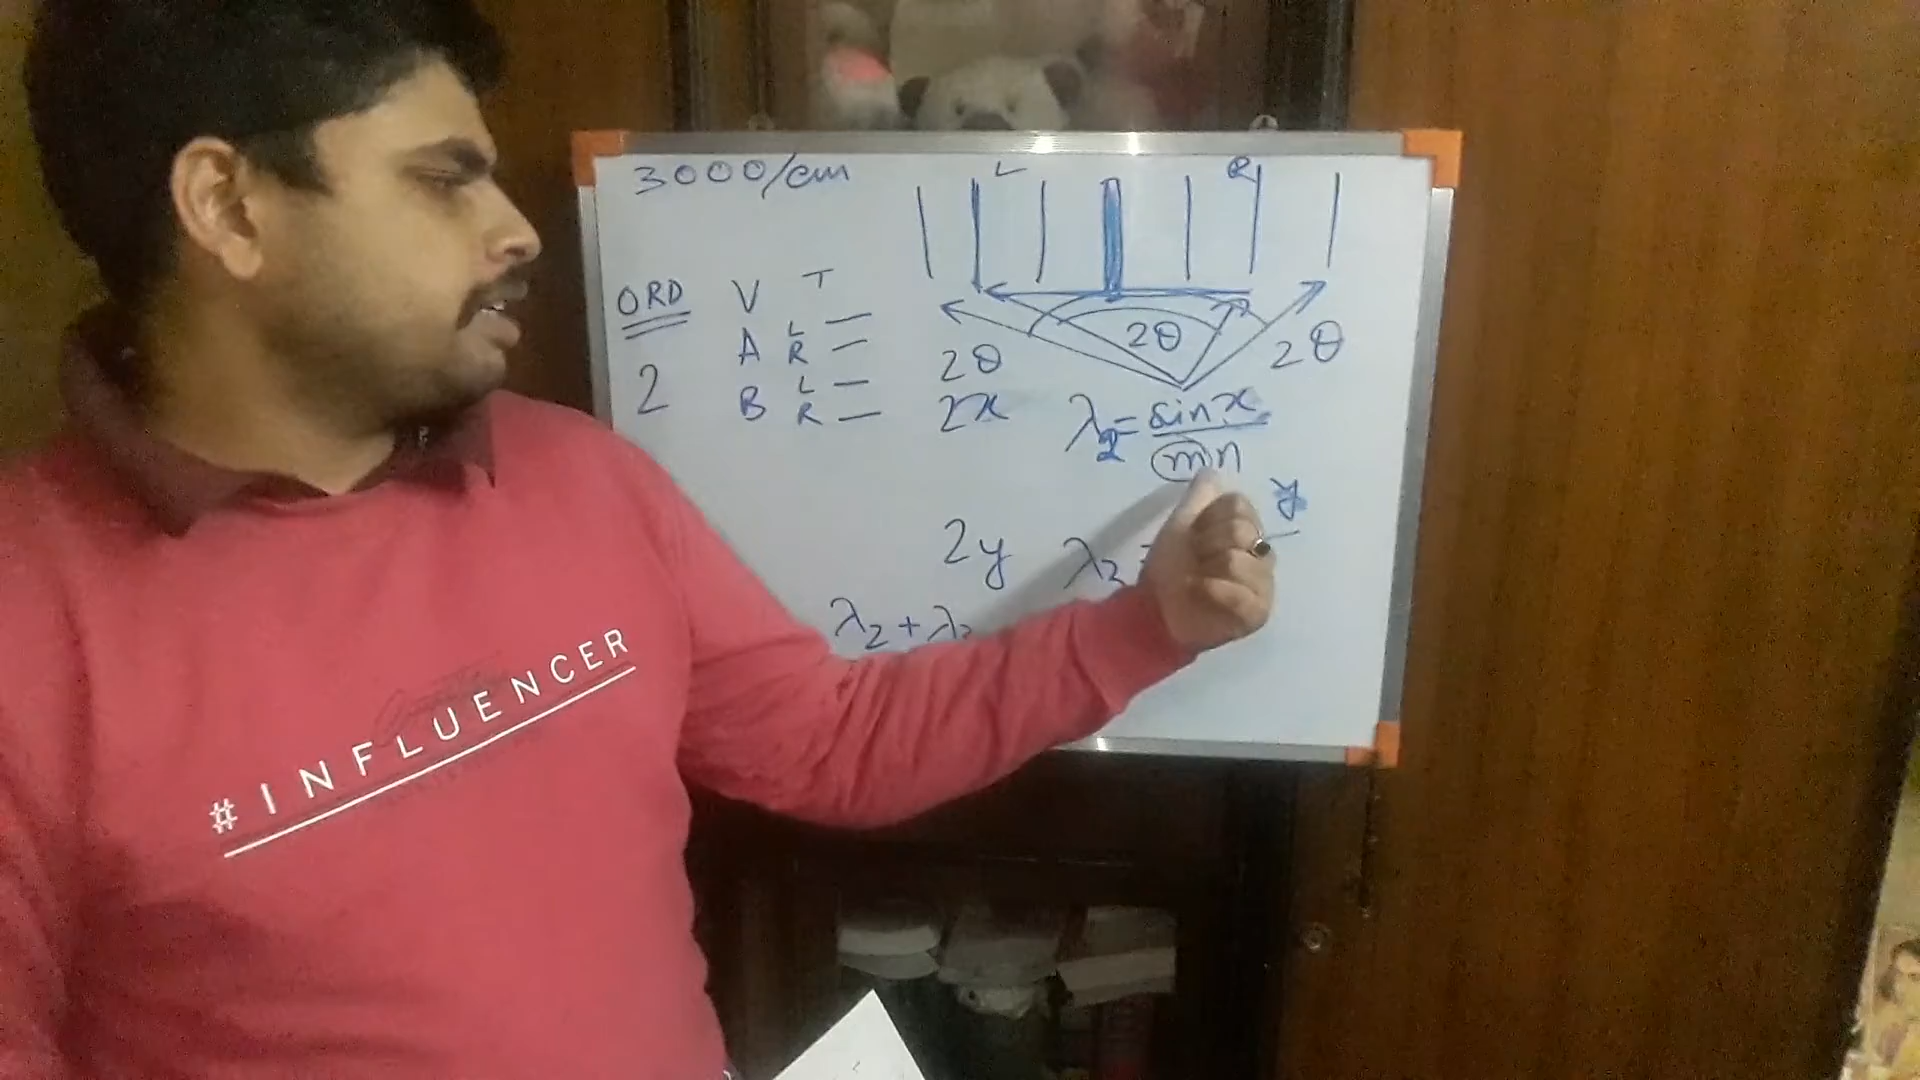 3000/cm
L R
ORD V T
A L —
R —
2 B L —
R —
2θ 2θ 2θ
2x λ2 = sin x
mn
y
2y
λ2 + λ
#INFLUENCER